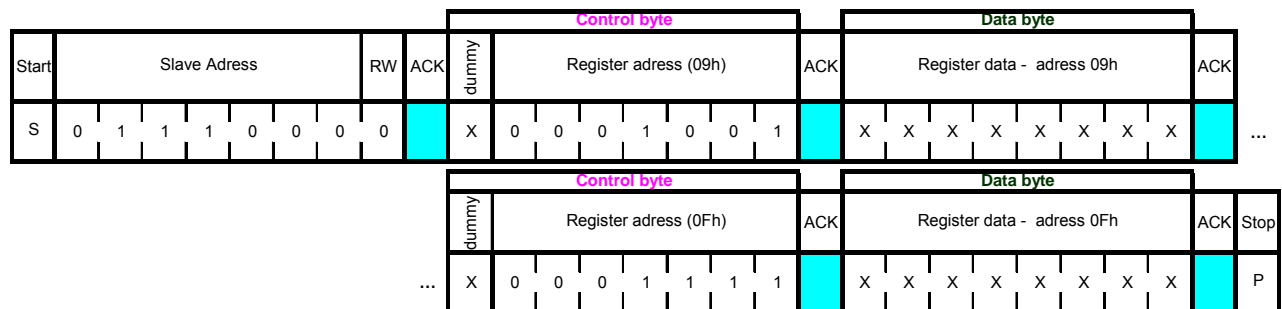 Control byte Data byte
Start Slave Adress RW ACK dummy Register adress (09h) ACK Register data - adress 09h ACK
S 0 1 1 1 0 0 0 0 X 0 0 0 1 0 0 1 X X X X X X X X ...
Control byte Data byte
dummy Register adress (0Fh) ACK Register data - adress 0Fh ACK Stop
... X 0 0 0 1 1 1 1 X X X X X X X X P